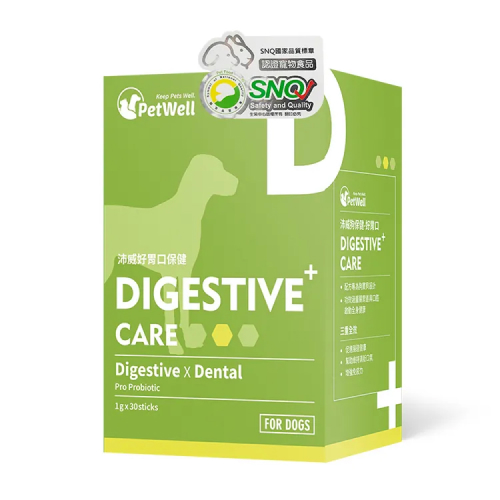 SNQ國家品質標章
認證寵物食品
SNQ
Safety and Quality
Keep Pets Well.
PetWell
沛威好胃口保健
DIGESTIVE+
CARE
Digestive x Dental
Pro Probiotic
1g x 30sticks
FOR DOGS
D
PetWell
沛威狗保健-好胃口
DIGESTIVE+
CARE
三重全效
+